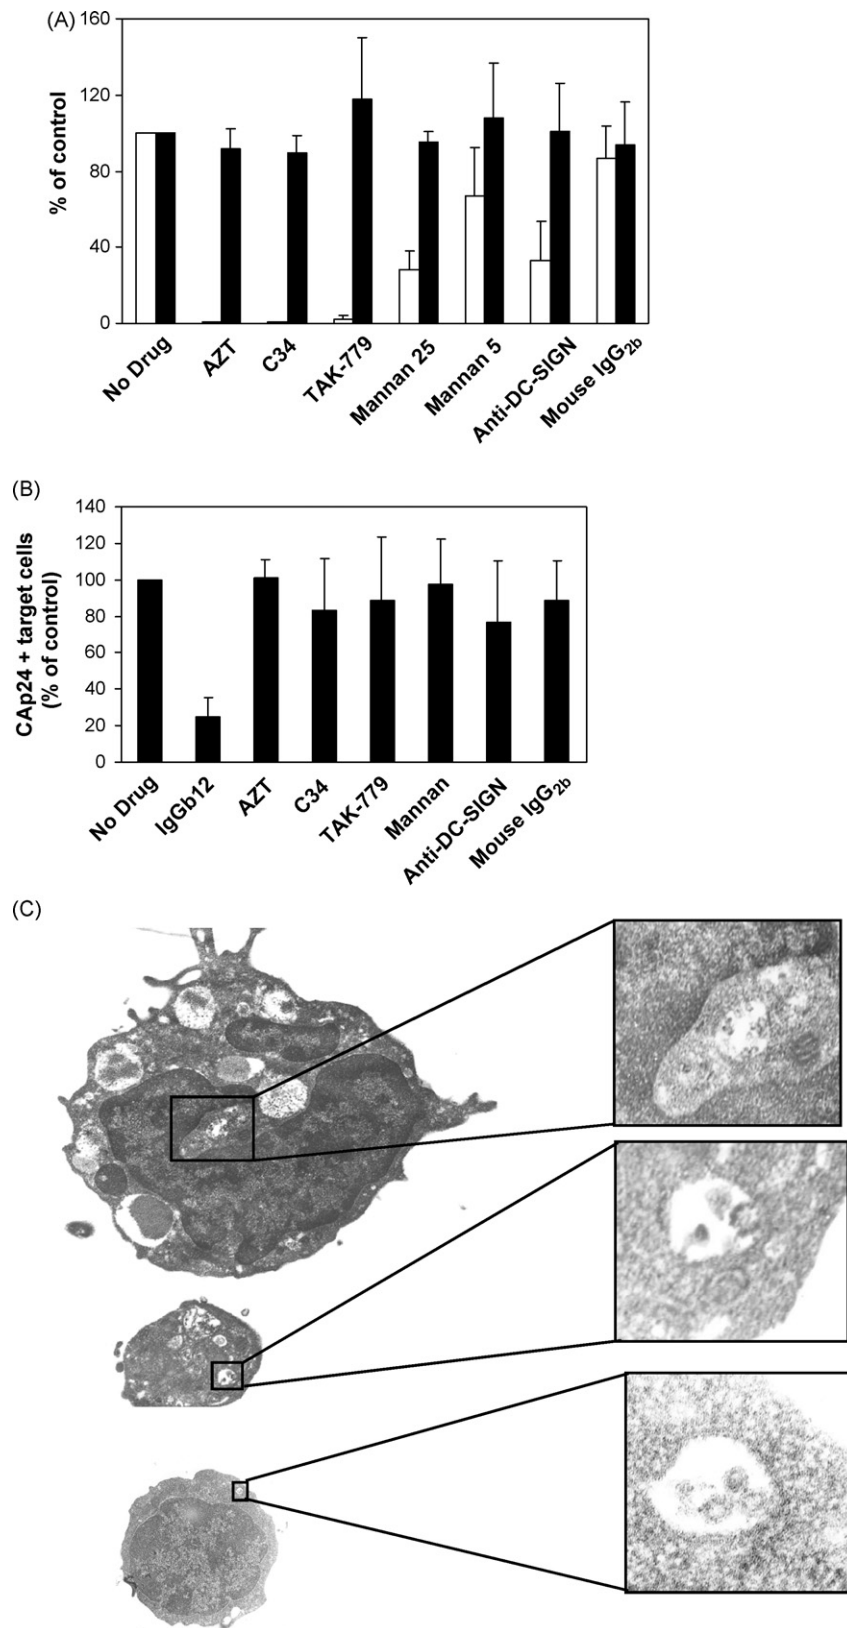 (A)
160
120
80
40
0
% of control
No Drug
AZT
C34
TAK-779
Mannan 25
Mannan 5
Anti-DC-SIGN
Mouse IgG2b
(B)
140
120
100
80
60
40
20
0
CAp24 + target cells
(% of control)
No Drug
IgGb12
AZT
C34
TAK-779
Mannan
Anti-DC-SIGN
Mouse IgG2b
(C)